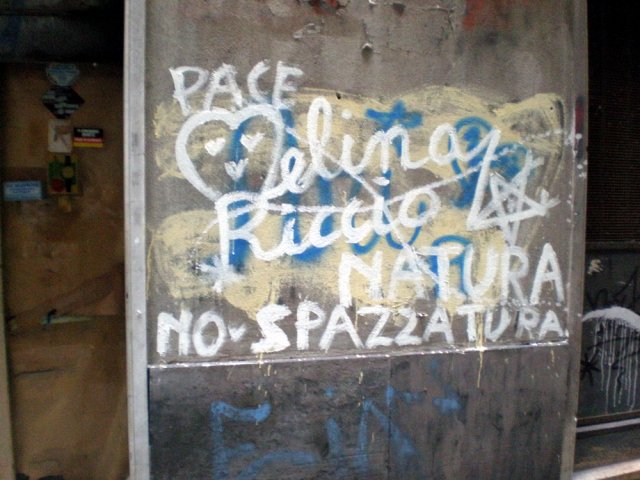 PACE
Melina
Riccio
NATURA
NO-SPAZZATURA